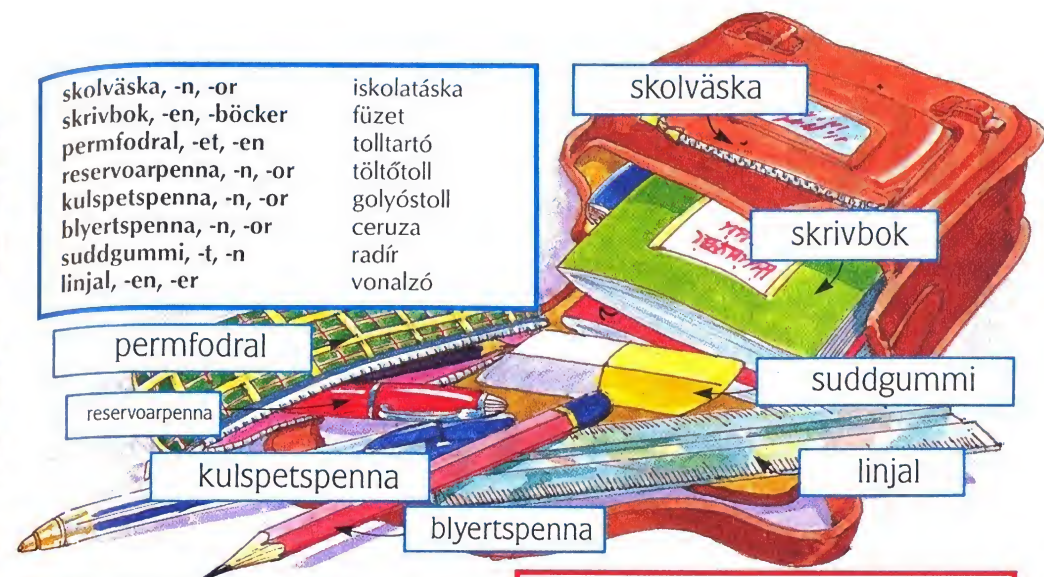 skolväska, -n, -or iskolatáska
skrivbok, -en, -böcker füzet
permfodral, -et, -en tolltartó
reservoarpenna, -n, -or töltőtoll
kulspetspenna, -n, -or golyóstoll
blyertspenna, -n, -or ceruza
suddgummi, -t, -n radír
linjal, -en, -er vonalzó
skolväska
skrivbok
permfodral
suddgummi
reservoarpenna
kulspetspenna
linjal
blyertspenna